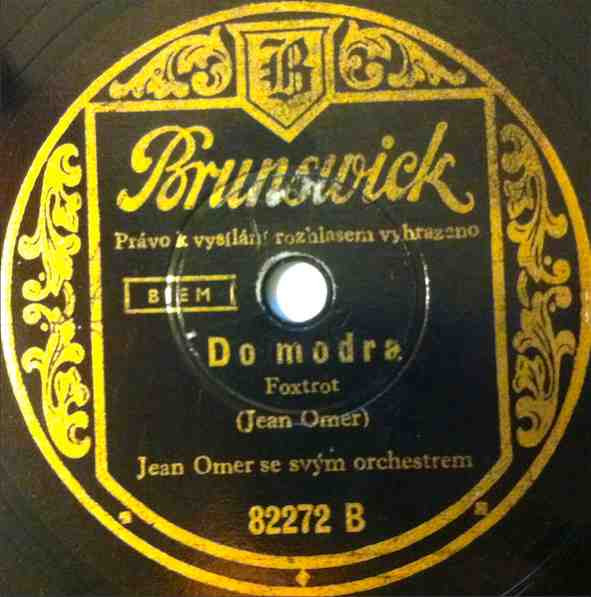 B
Brunswick
Právo k vysílání rozhlasem vyhrazeno
BIEM
Do modra
Foxtrot
(Jean Omer)
Jean Omer se svým orchestrem
82272 B